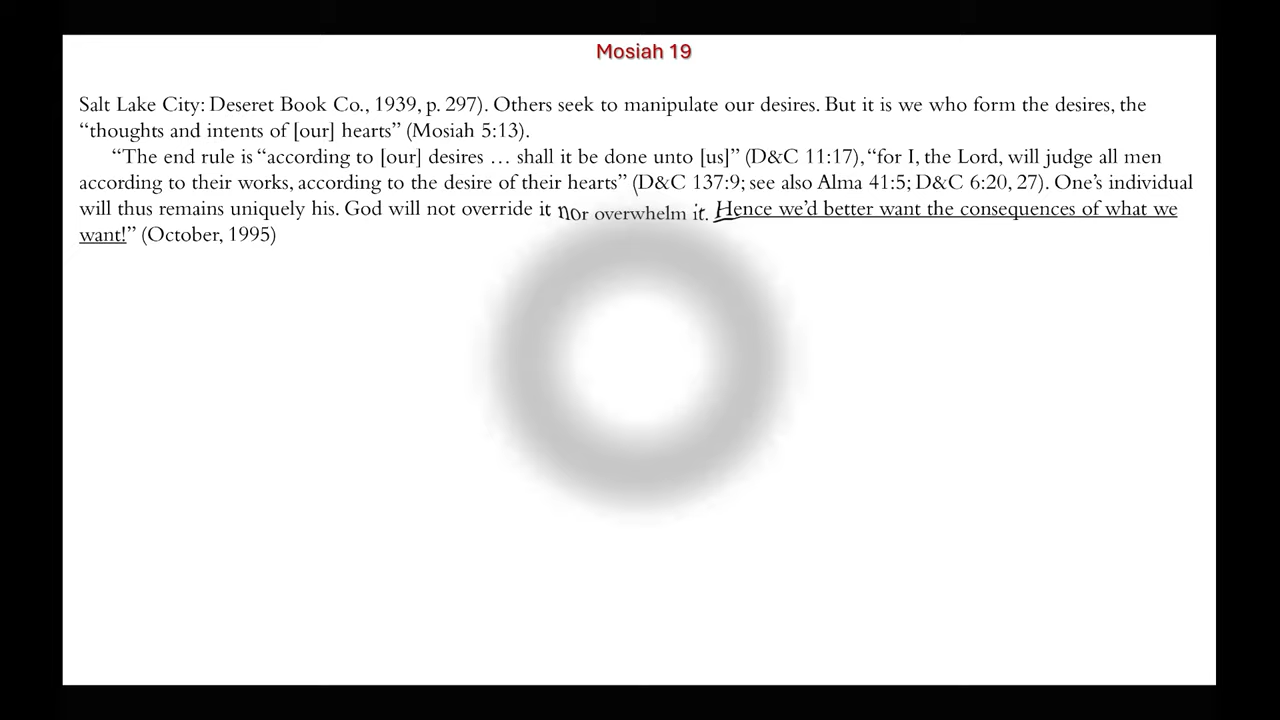 Mosiah 19
Salt Lake City: Deseret Book Co., 1939, p. 297). Others seek to manipulate our desires. But it is we who form the desires, the
“thoughts and intents of [our] hearts” (Mosiah 5:13).
“The end rule is “according to [our] desires … shall it be done unto [us]” (D&C 11:17), “for I, the Lord, will judge all men
according to their works, according to the desire of their hearts” (D&C 137:9; see also Alma 41:5; D&C 6:20, 27). One’s individual
will thus remains uniquely his. God will not override it nor overwhelm it. Hence we’d better want the consequences of what we
want!” (October, 1995)